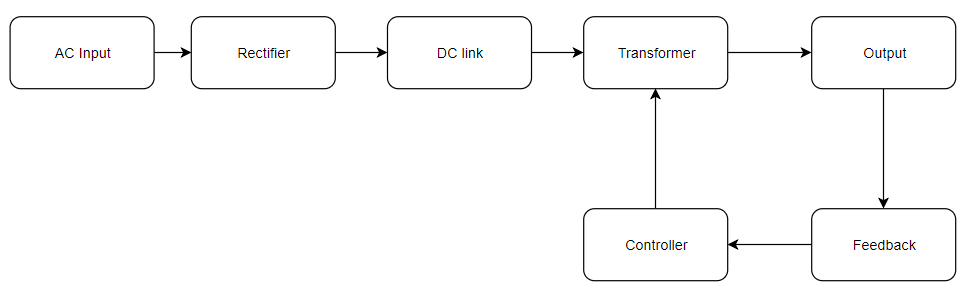 AC Input
Rectifier
DC link
Transformer
Output
Controller
Feedback